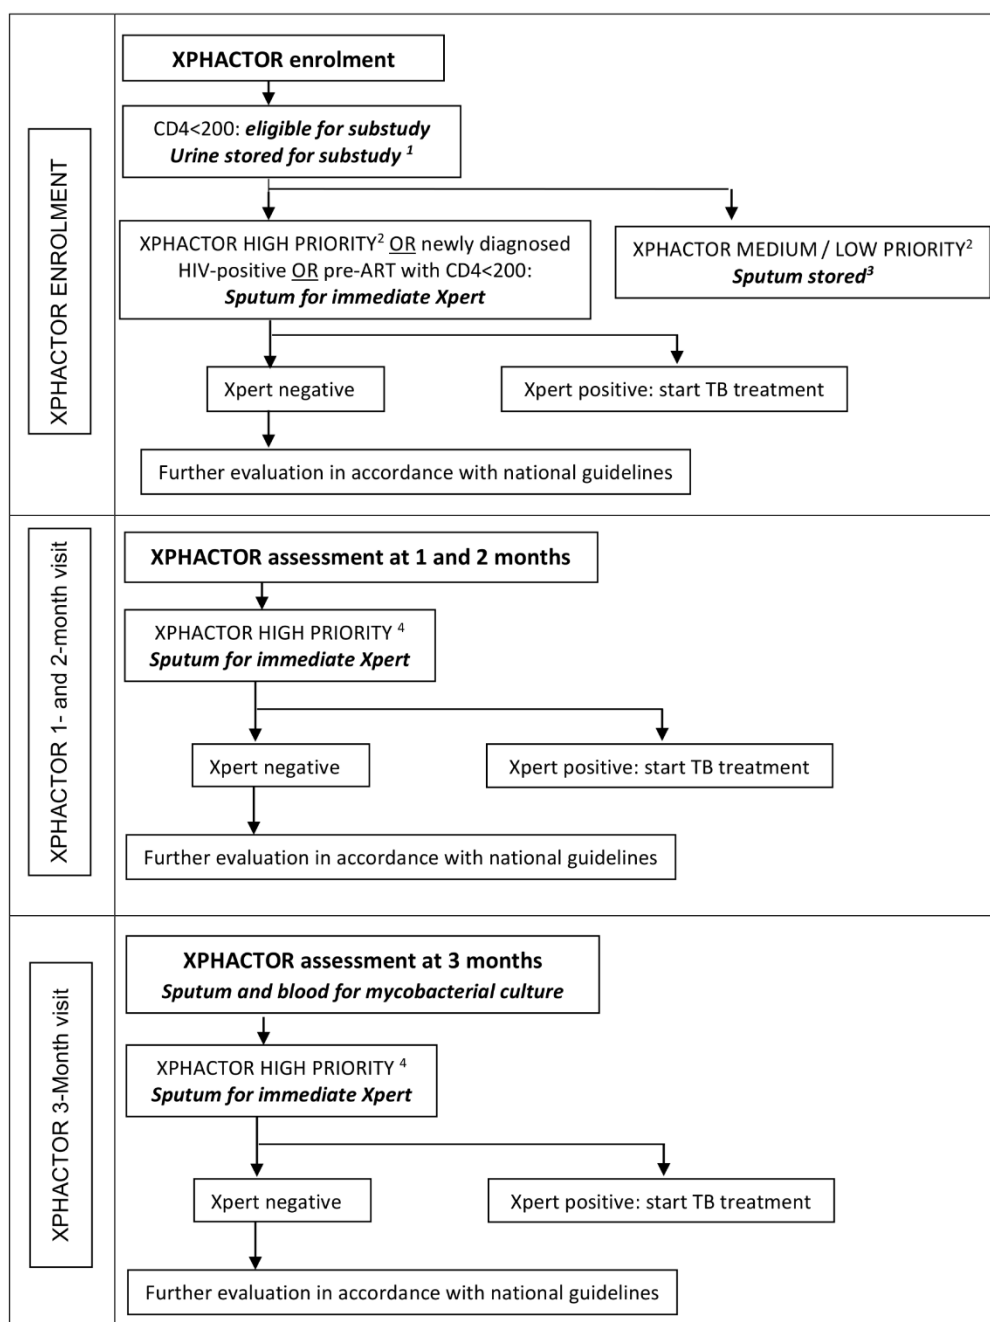 XPHACTOR ENROLMENT
XPHACTOR enrolment
CD4<200: eligible for substudy
Urine stored for substudy 1
XPHACTOR HIGH PRIORITY2 OR newly diagnosed
HIV-positive OR pre-ART with CD4<200:
Sputum for immediate Xpert
XPHACTOR MEDIUM / LOW PRIORITY2
Sputum stored3
Xpert negative
Xpert positive: start TB treatment
Further evaluation in accordance with national guidelines
XPHACTOR 1- and 2-month visit
XPHACTOR assessment at 1 and 2 months
XPHACTOR HIGH PRIORITY 4
Sputum for immediate Xpert
Xpert negative
Xpert positive: start TB treatment
Further evaluation in accordance with national guidelines
XPHACTOR 3-Month visit
XPHACTOR assessment at 3 months
Sputum and blood for mycobacterial culture
XPHACTOR HIGH PRIORITY 4
Sputum for immediate Xpert
Xpert negative
Xpert positive: start TB treatment
Further evaluation in accordance with national guidelines